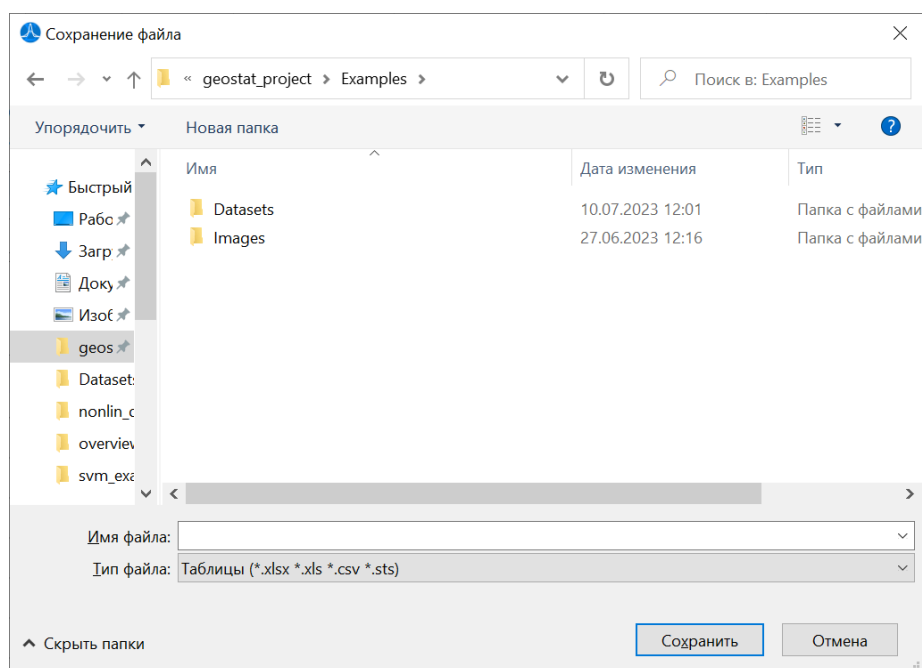 Сохранение файла
« geostat_project > Examples >
Поиск в: Examples
Упорядочить
Новая папка
Имя
Дата изменения
Тип
Быстрый
Рабо
Загр
Доку
Изоб
geos
Datasets
nonlin_c
overview
svm_exa
Datasets 10.07.2023 12:01 Папка с файлами
Images 27.06.2023 12:16 Папка с файлами
Имя файла:
Тип файла: Таблицы (*.xlsx *.xls *.csv *.sts)
Скрыть папки
Сохранить
Отмена